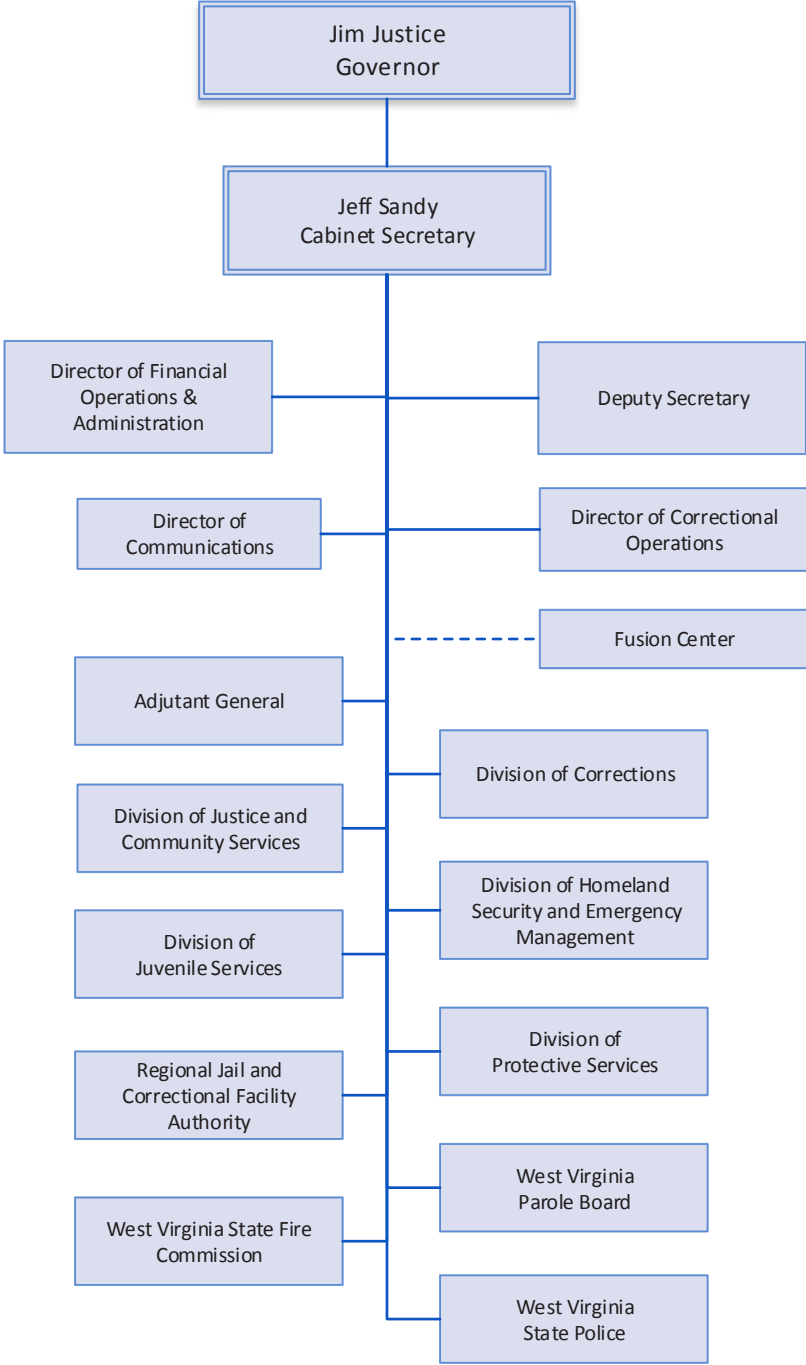 Jim Justice
Governor
Jeff Sandy
Cabinet Secretary
Director of Financial
Operations &
Administration
Deputy Secretary
Director of
Communications
Director of Correctional
Operations
Fusion Center
Adjutant General
Division of Corrections
Division of Justice and
Community Services
Division of Homeland
Security and Emergency
Management
Division of
Juvenile Services
Division of
Protective Services
Regional Jail and
Correctional Facility
Authority
West Virginia
Parole Board
West Virginia State Fire
Commission
West Virginia
State Police